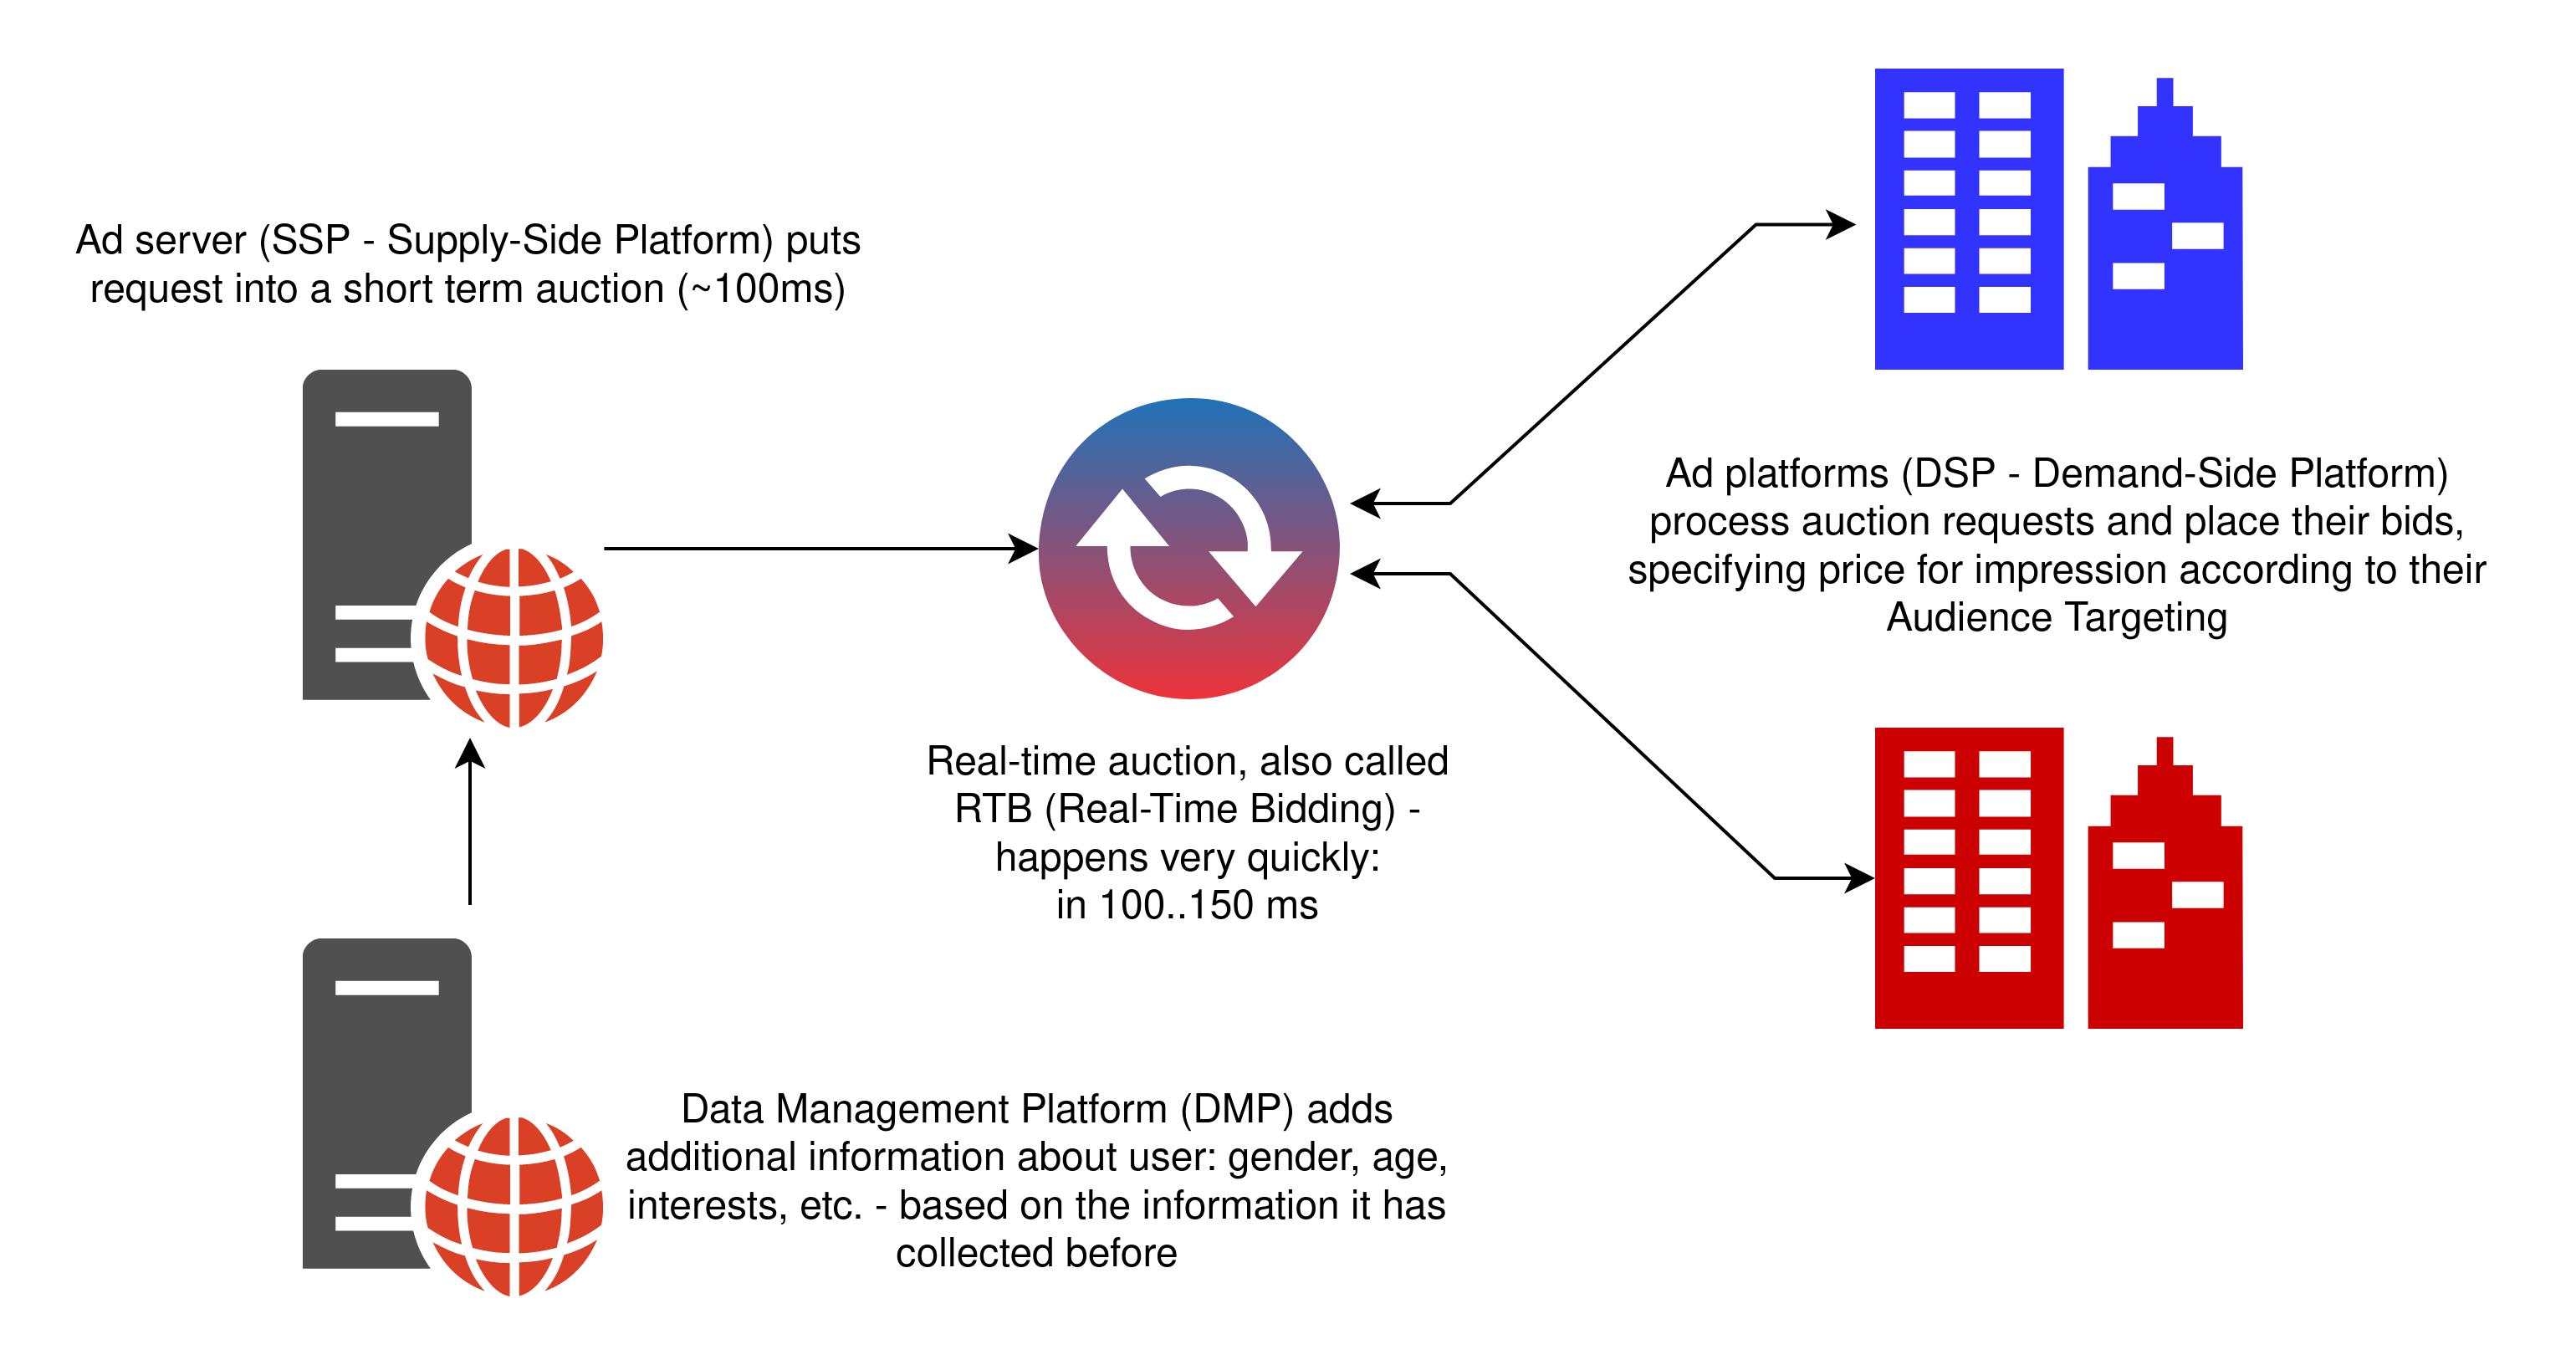 Ad server (SSP - Supply-Side Platform) puts
request into a short term auction (~100ms)
Ad platforms (DSP - Demand-Side Platform)
process auction requests and place their bids,
specifying price for impression according to their
Audience Targeting
Real-time auction, also called
RTB (Real-Time Bidding) -
happens very quickly:
in 100..150 ms
Data Management Platform (DMP) adds
additional information about user: gender, age,
interests, etc. - based on the information it has
collected before